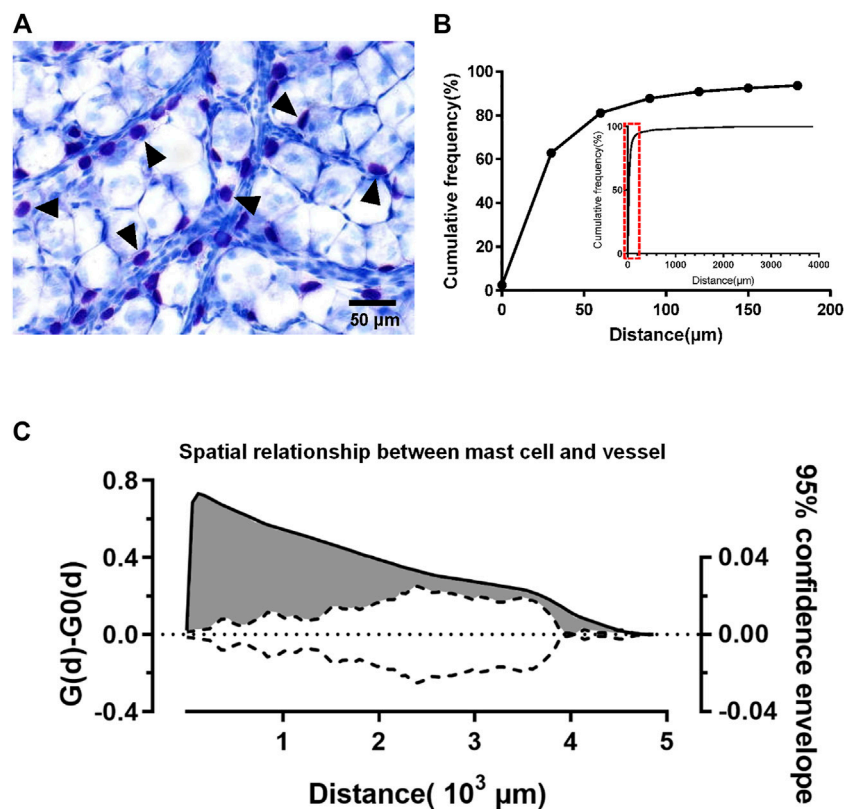 A
50 µm
B
Cumulative frequency(%)
100
80
60
40
20
0
0
50
100
150
200
Distance(µm)
Cumulative frequency(%)
100
50
0
0
1000
2000
3000
4000
Distance(µm)
C
Spatial relationship between mast cell and vessel
G(d)-G0(d)
0.8
0.4
0.0
-0.4
1
2
3
4
5
Distance( 10³ µm)
0.04
0.00
-0.04
95% confidence envelope